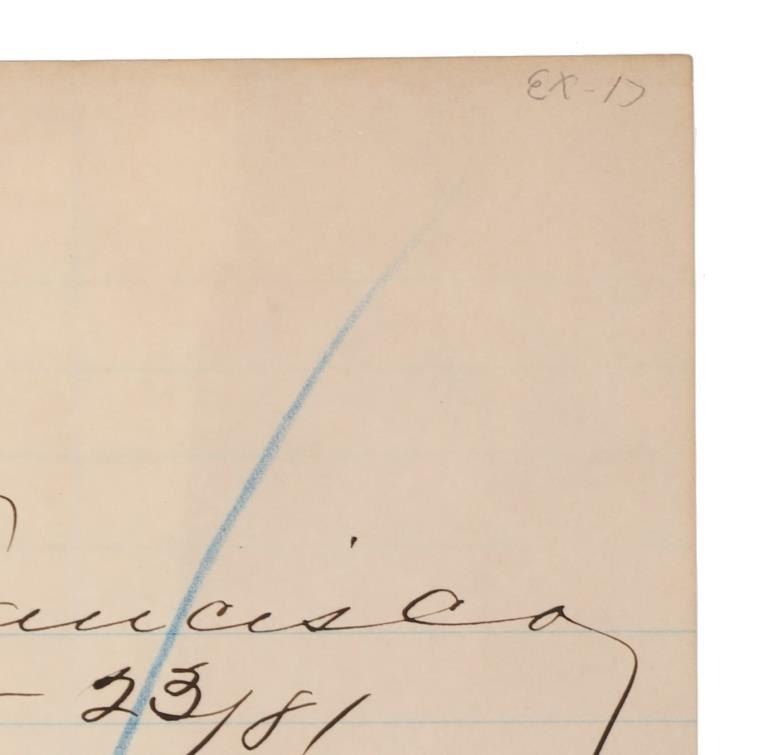 EX-17
ancisco
- 23/81